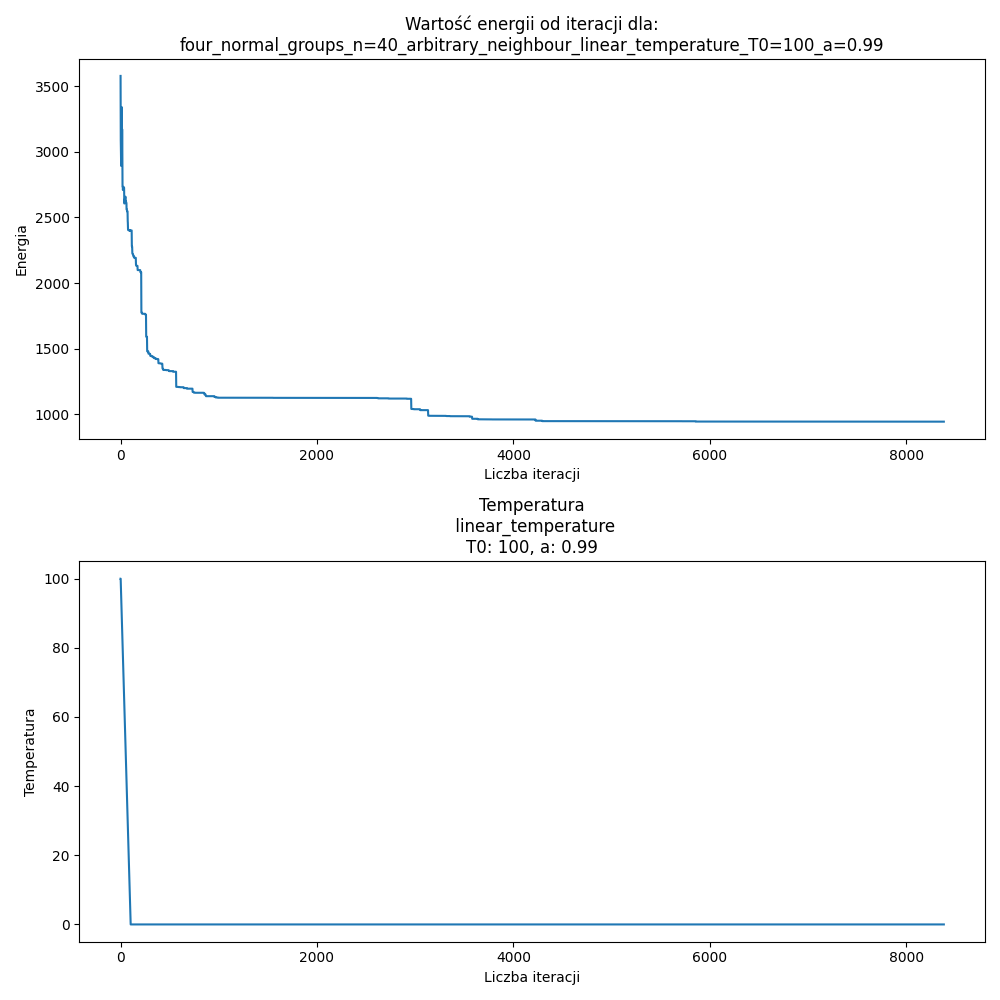 Wartość energii od iteracji dla:
four_normal_groups_n=40_arbitrary_neighbour_linear_temperature_T0=100_a=0.99
3500
3000
2500
2000
1500
1000
Energia
0 2000 4000 6000 8000
Liczba iteracji
Temperatura
linear_temperature
T0: 100, a: 0.99
100
80
60
40
20
0
Temperatura
0 2000 4000 6000 8000
Liczba iteracji